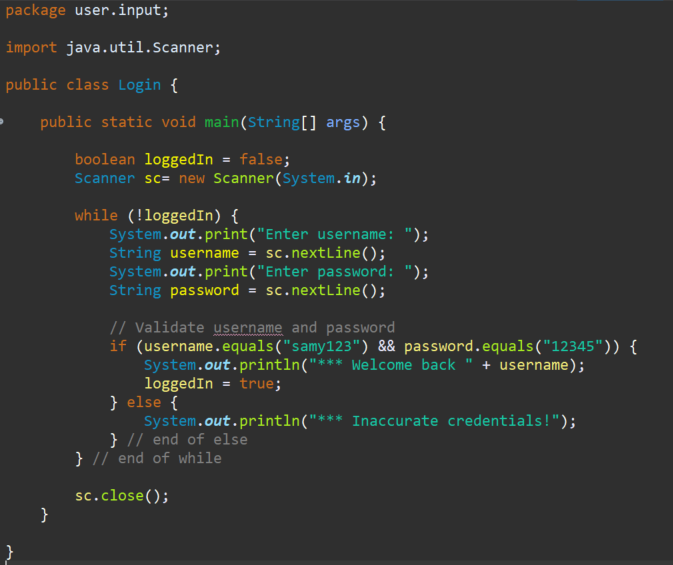 package user.input;
import java.util.Scanner;
public class Login {
public static void main(String[] args) {
boolean loggedIn = false;
Scanner sc= new Scanner(System.in);
while (!loggedIn) {
System.out.print("Enter username: ");
String username = sc.nextLine();
System.out.print("Enter password: ");
String password = sc.nextLine();
// Validate username and password
if (username.equals("samy123") && password.equals("12345")) {
System.out.println("*** Welcome back " + username);
loggedIn = true;
} else {
System.out.println("*** Inaccurate credentials!");
} // end of else
} // end of while
sc.close();
}
}